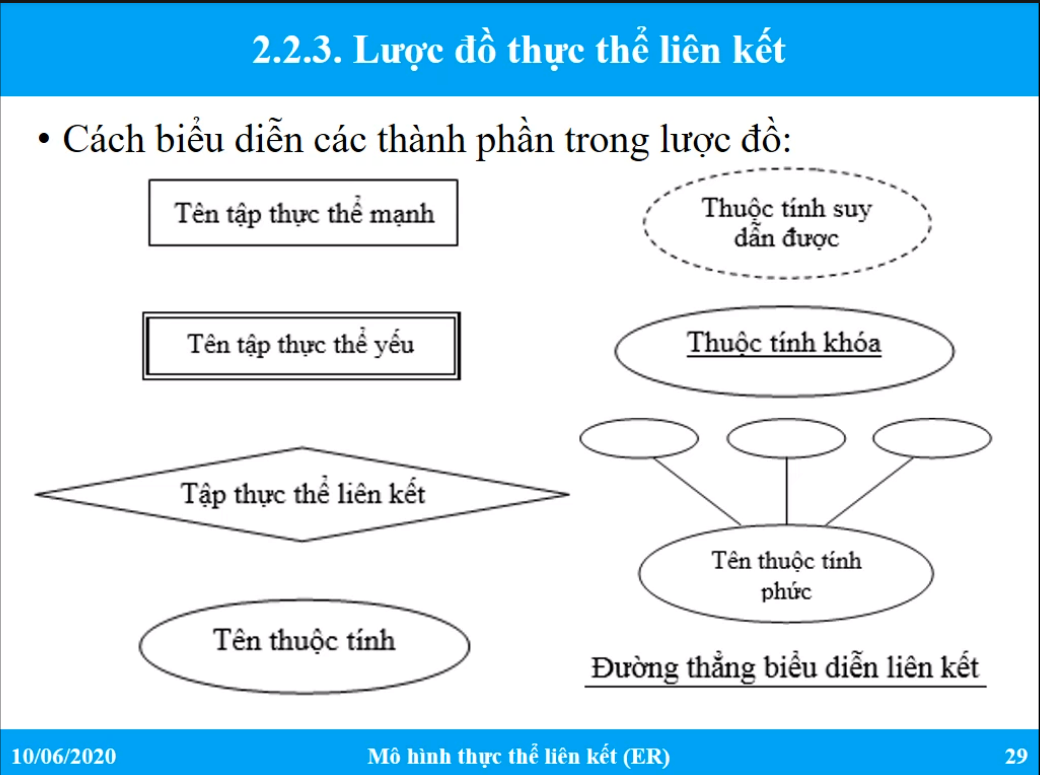 2.2.3. Lược đồ thực thể liên kết
• Cách biểu diễn các thành phần trong lược đồ:
Tên tập thực thể mạnh
Tên tập thực thể yếu
Tập thực thể liên kết
Tên thuộc tính
Thuộc tính suy
dẫn được
Thuộc tính khóa
Tên thuộc tính
phức
Đường thẳng biểu diễn liên kết
10/06/2020
Mô hình thực thể liên kết (ER)
29